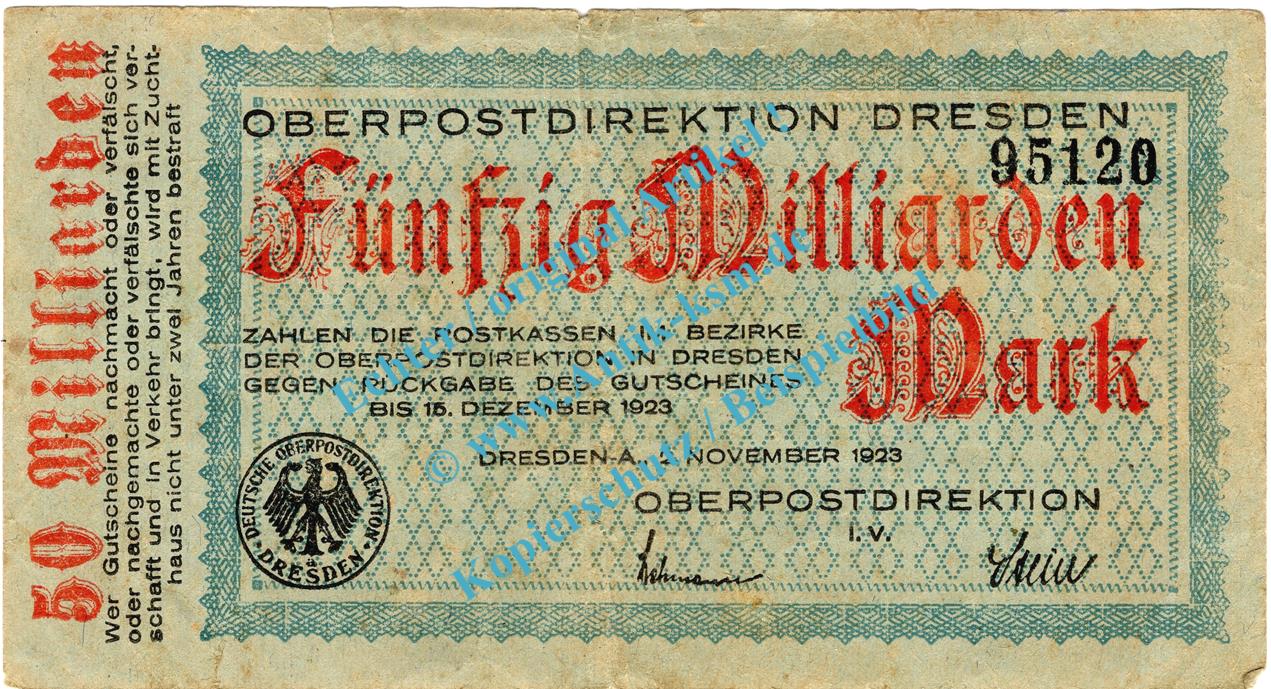 50 Milliarden
Wer Gutscheine nachmacht oder verfälscht,
oder nachgemachte oder verfälschte sich ver-
schafft und in Verkehr bringt, wird mit Zucht-
haus nicht unter zwei Jahren bestraft
OBERPOSTDIREKTION DRESDEN
95120
Fünfzig Milliarden
Mark
ZAHLEN DIE POSTKASSEN IM BEZIRKE
DER OBERPOSTDIREKTION IN DRESDEN
GEGEN RÜCKGABE DES GUTSCHEINES
BIS 15. DEZEMBER 1923
DRESDEN-A, 2 NOVEMBER 1923
OBERPOSTDIREKTION
I. V.
DEUTSCHE OBERPOSTDIREKTION
DRESDEN
Echter / original Artikel
© www.Antik-ksm.de
Kopierschutz / Beispielbild